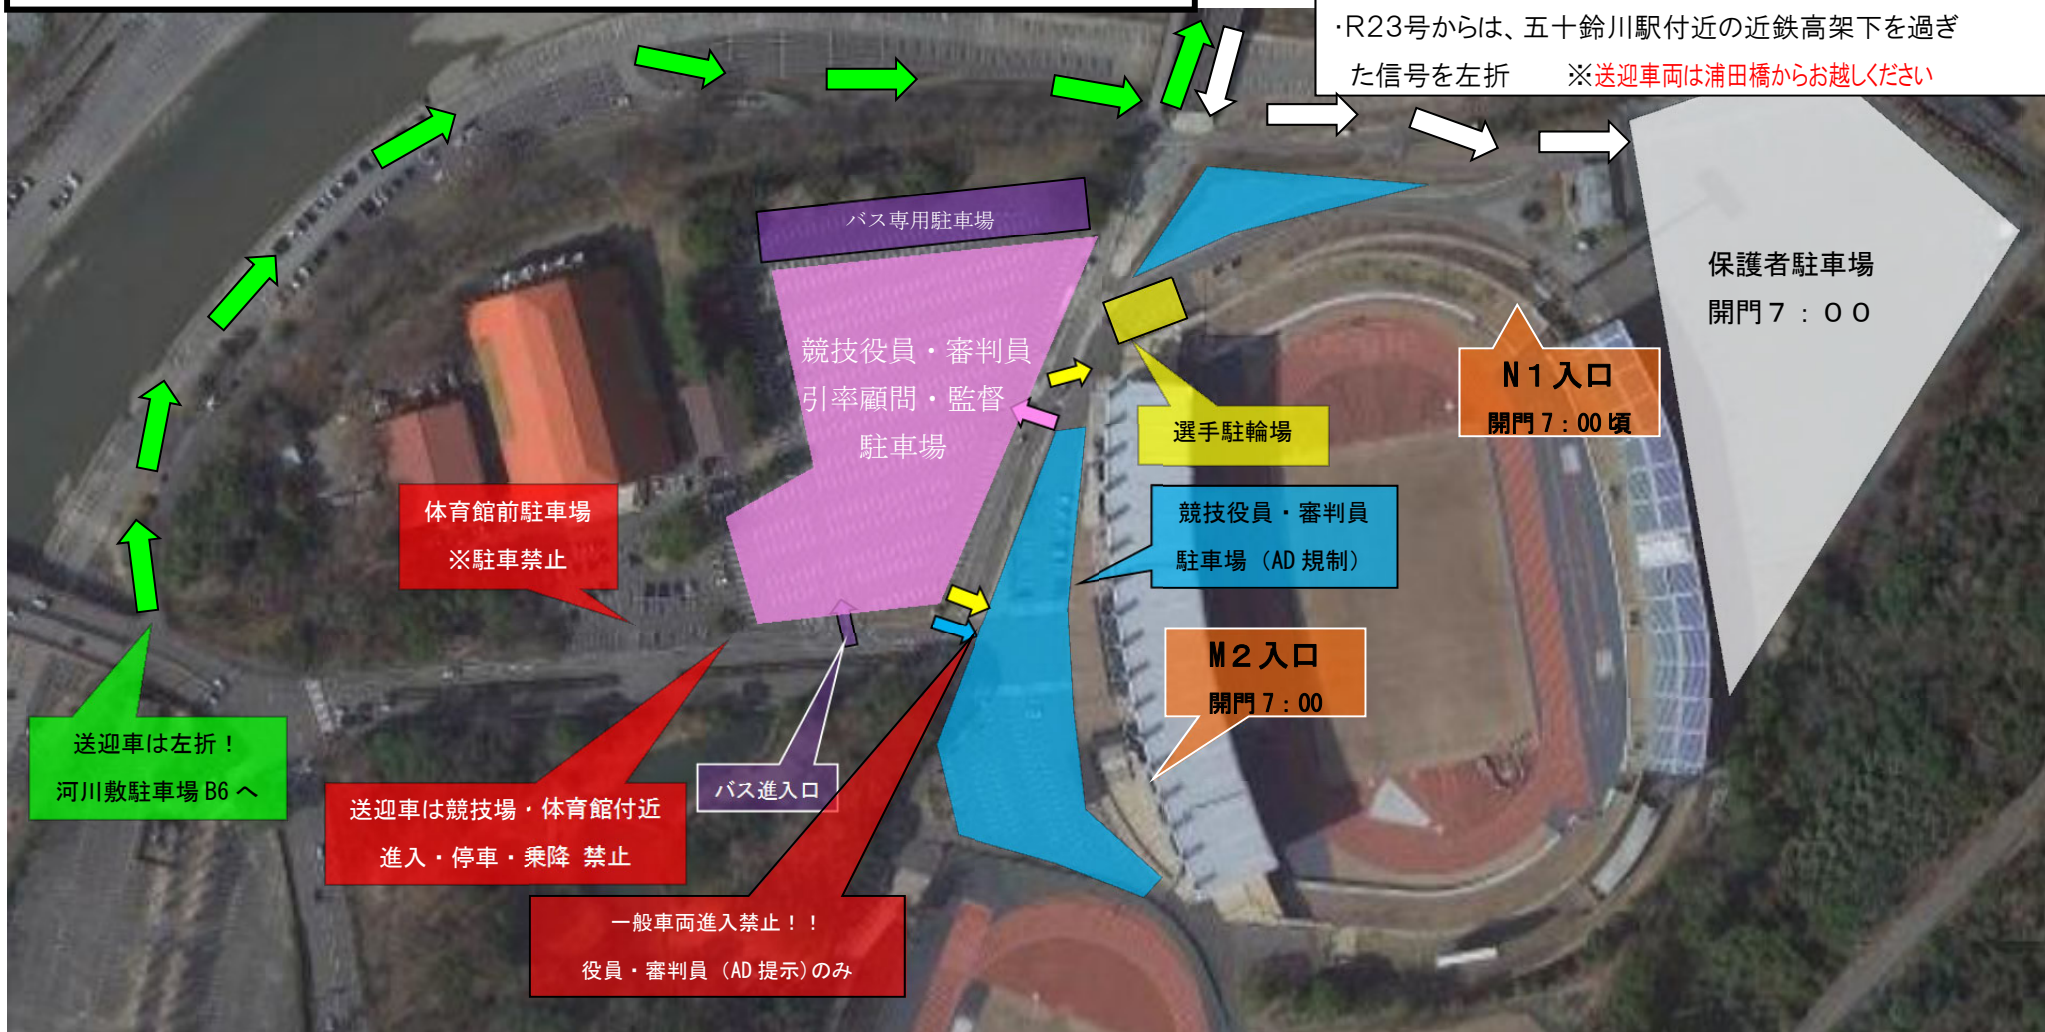 ・R23号からは、五十鈴川駅付近の近鉄高架下を過ぎ
た信号を左折　　※送迎車両は浦田橋からお越しください
バス専用駐車場
保護者駐車場
開門７：００
競技役員・審判員
引率顧問・監督
駐車場
N１入口
開門 7：00 頃
選手駐輪場
体育館前駐車場
※駐車禁止
競技役員・審判員
駐車場（AD 規制）
M２入口
開門 7：00
送迎車は左折！
河川敷駐車場 B6 へ
バス進入口
送迎車は競技場・体育館付近
進入・停車・乗降 禁止
一般車両進入禁止！！
役員・審判員（AD 提示）のみ